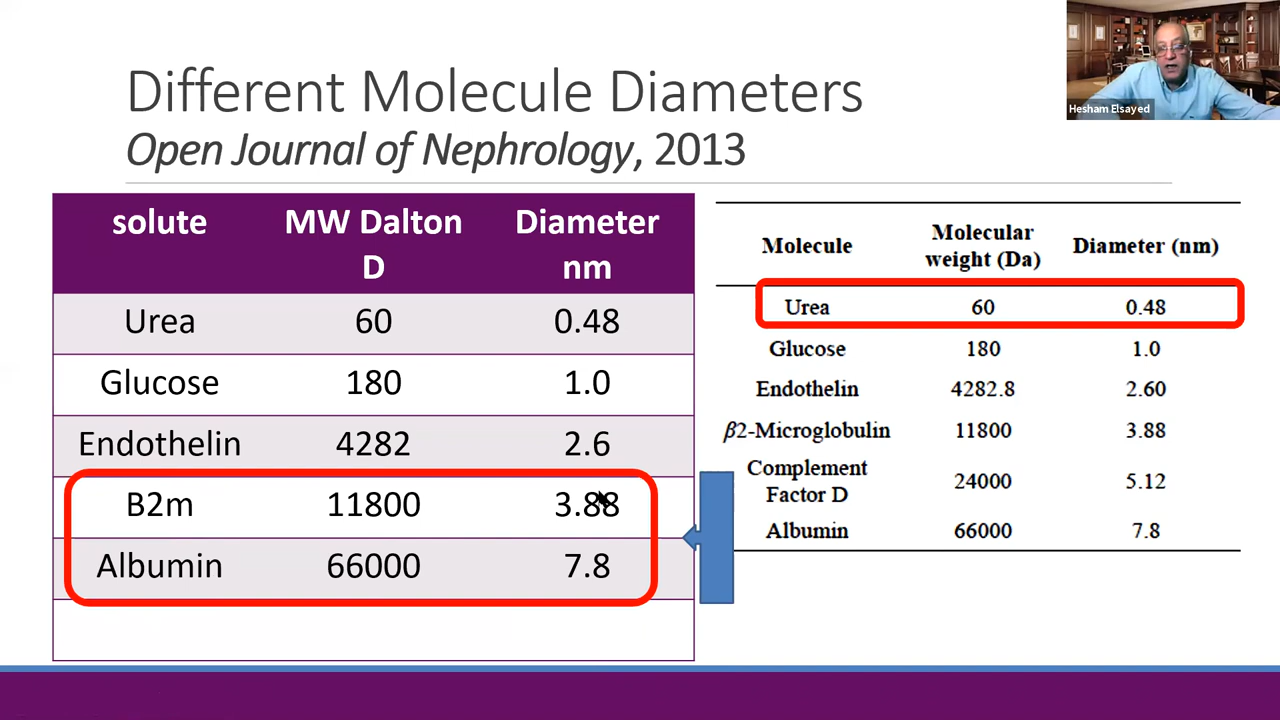 Different Molecule Diameters
Open Journal of Nephrology, 2013
Hesham Elsayed
solute MW Dalton D Diameter nm
Urea 60 0.48
Glucose 180 1.0
Endothelin 4282 2.6
B2m 11800 3.88
Albumin 66000 7.8
Molecule Molecular weight (Da) Diameter (nm)
Urea 60 0.48
Glucose 180 1.0
Endothelin 4282.8 2.60
β2-Microglobulin 11800 3.88
Complement Factor D 24000 5.12
Albumin 66000 7.8